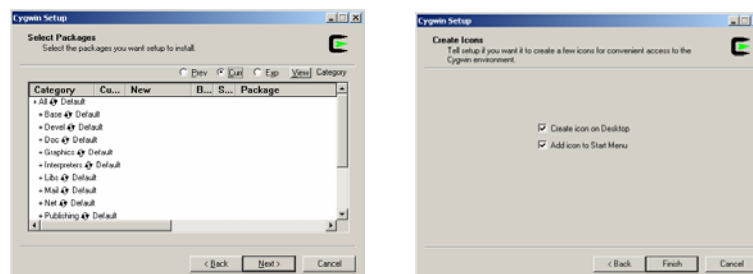 Cygwin Setup
Select Packages
Select the packages you want setup to install.
Prev Curr Exp View Category
Category Cu... New B... S... Package
All Default
Base Default
Devel Default
Doc Default
Graphics Default
Interpreters Default
Libs Default
Mail Default
Net Default
Publishing Default
< Back Next > Cancel
Cygwin Setup
Create Icons
Tell setup if you want it to create a few icons for convenient access to the
Cygwin environment.
Create icon on Desktop
Add icon to Start Menu
< Back Finish Cancel